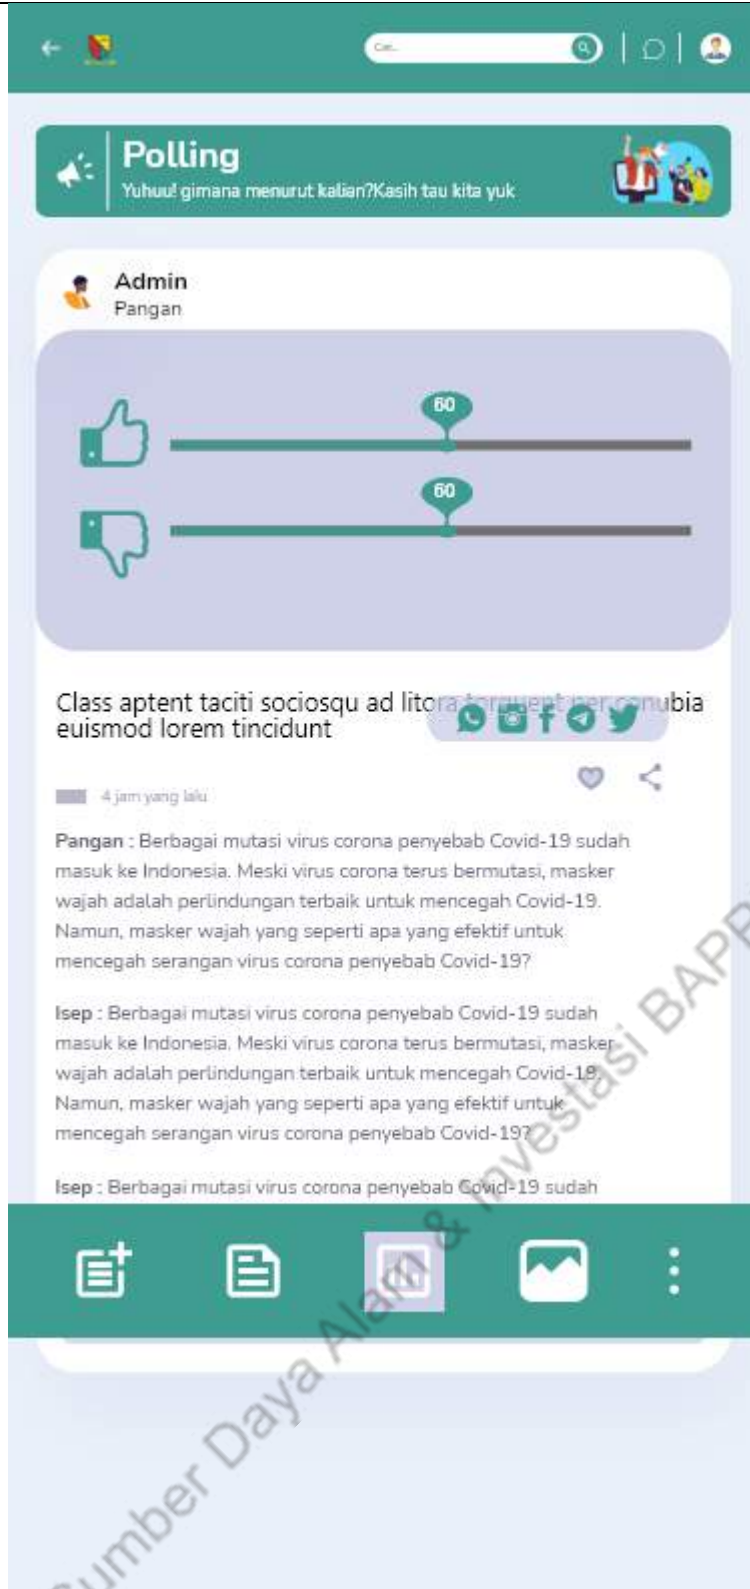 Cari...
Polling
Yuhuu! gimana menurut kalian?Kasih tau kita yuk
Admin
Pangan
60
60
Class aptent taciti sociosqu ad litora torquent per conubia
euismod lorem tincidunt
4 jam yang lalu
Pangan : Berbagai mutasi virus corona penyebab Covid-19 sudah
masuk ke Indonesia. Meski virus corona terus bermutasi, masker
wajah adalah perlindungan terbaik untuk mencegah Covid-19.
Namun, masker wajah yang seperti apa yang efektif untuk
mencegah serangan virus corona penyebab Covid-19?
Isep : Berbagai mutasi virus corona penyebab Covid-19 sudah
masuk ke Indonesia. Meski virus corona terus bermutasi, masker
wajah adalah perlindungan terbaik untuk mencegah Covid-19.
Namun, masker wajah yang seperti apa yang efektif untuk
mencegah serangan virus corona penyebab Covid-19?
Isep : Berbagai mutasi virus corona penyebab Covid-19 sudah
Sumber Daya Alam & Investasi BAPP